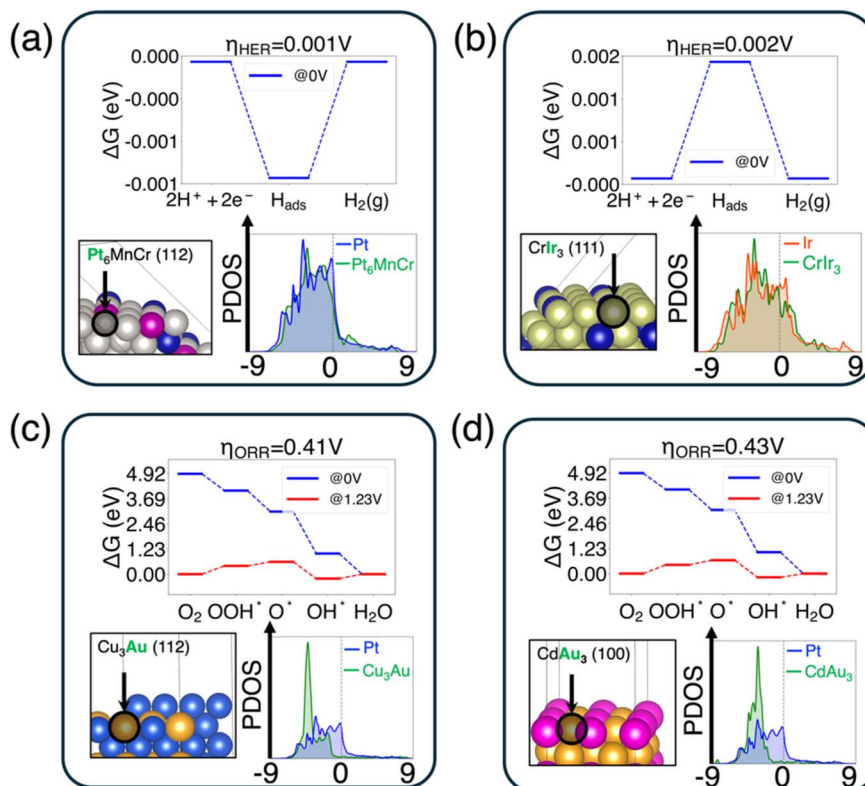 (a)
ηHER=0.001V
0.000
-0.000
-0.001
-0.001
ΔG (eV)
@0V
2H⁺ + 2e⁻ Hads H₂(g)
Pt₆MnCr (112)
PDOS
Pt
Pt₆MnCr
-9 0 9
(b)
ηHER=0.002V
0.002
0.002
0.001
0.000
ΔG (eV)
@0V
2H⁺ + 2e⁻ Hads H₂(g)
CrIr₃ (111)
PDOS
Ir
CrIr₃
-9 0 9
(c)
ηORR=0.41V
4.92
3.69
2.46
1.23
0.00
ΔG (eV)
@0V
@1.23V
O₂ OOH* O* OH* H₂O
Cu₃Au (112)
PDOS
Pt
Cu₃Au
-9 0 9
(d)
ηORR=0.43V
4.92
3.69
2.46
1.23
0.00
ΔG (eV)
@0V
@1.23V
O₂ OOH* O* OH* H₂O
CdAu₃ (100)
PDOS
Pt
CdAu₃
-9 0 9